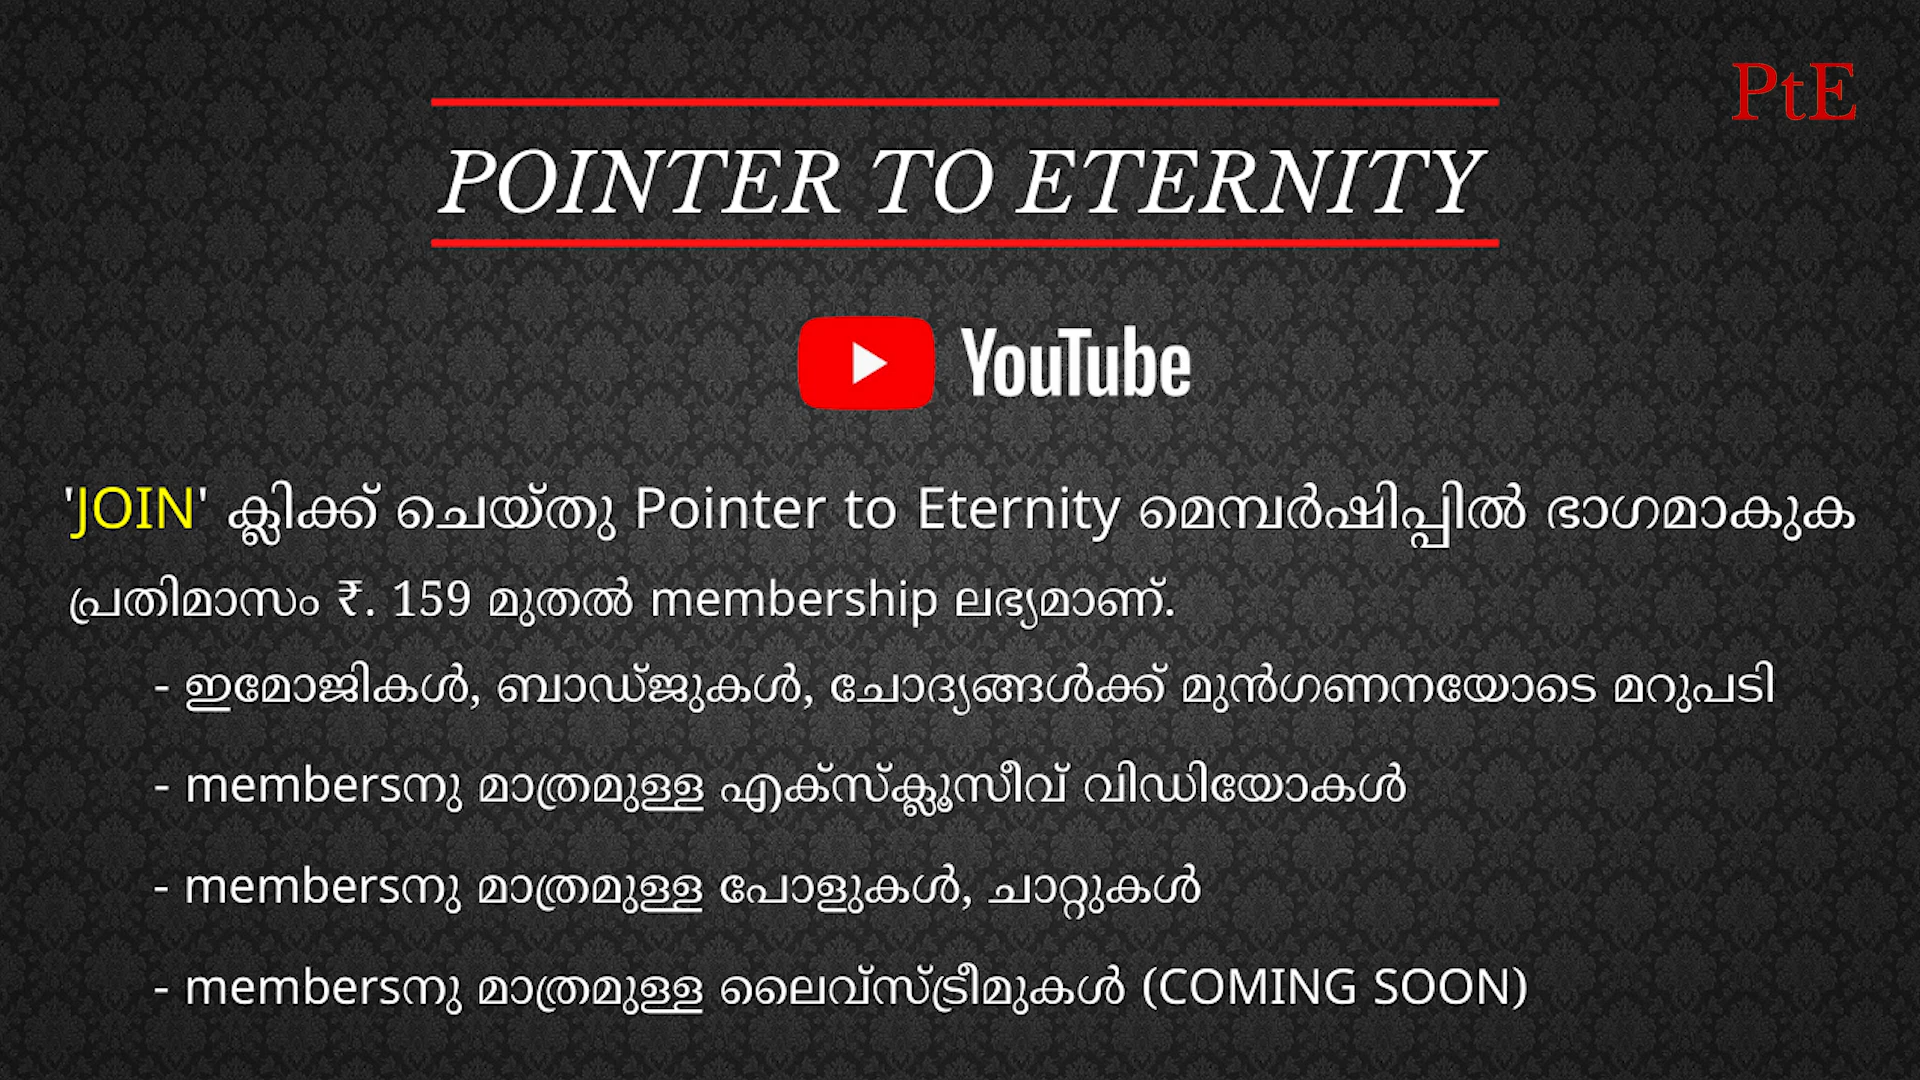 PtE
POINTER TO ETERNITY
YouTube
'JOIN' ക്ലിക്ക് ചെയ്തു Pointer to Eternity മെമ്പർഷിപ്പിൽ ഭാഗമാകുക
പ്രതിമാസം ₹. 159 മുതൽ membership ലഭ്യമാണ്.
- ഇമോജികൾ, ബാഡ്ജുകൾ, ചോദ്യങ്ങൾക്ക് മുൻഗണനയോടെ മറുപടി
- membersനു മാത്രമുള്ള എക്സ്ക്ലൂസീവ് വിഡിയോകൾ
- membersനു മാത്രമുള്ള പോളുകൾ, ചാറ്റുകൾ
- membersനു മാത്രമുള്ള ലൈവ്സ്ട്രീമുകൾ (COMING SOON)